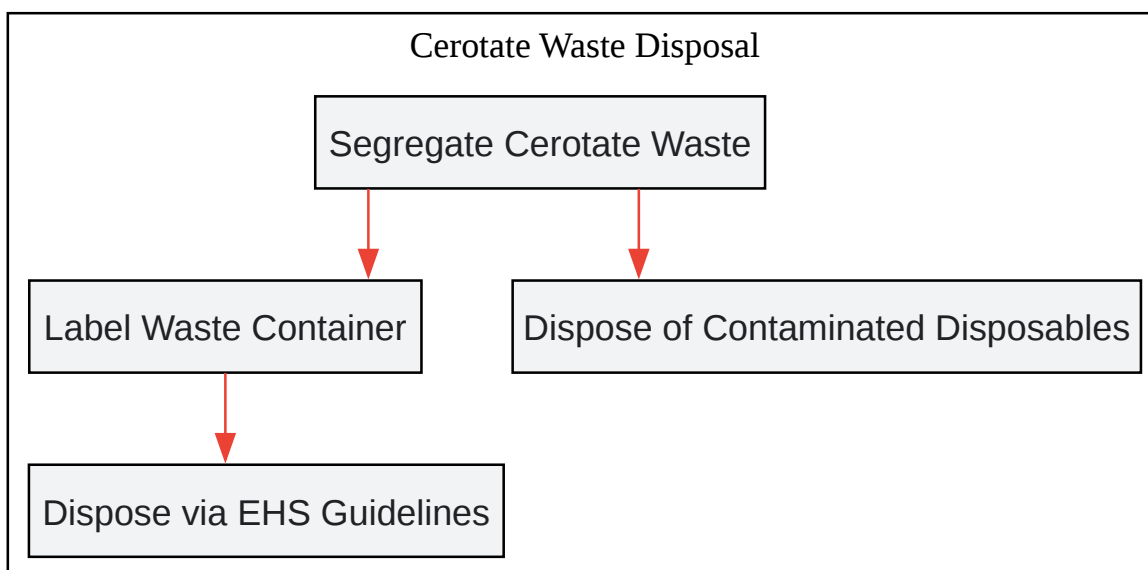 Cerotate Waste Disposal
Segregate Cerotate Waste
Label Waste Container
Dispose of Contaminated Disposables
Dispose via EHS Guidelines